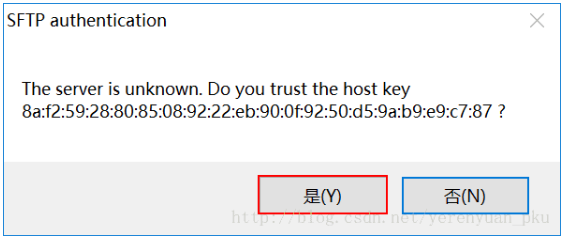 SFTP authentication
The server is unknown. Do you trust the host key
8a:f2:59:28:80:85:08:92:22:eb:90:0f:92:50:d5:9a:b9:e9:c7:87 ?
是(Y)
否(N)
http://blog.csdn.net/yerenyuan_pku